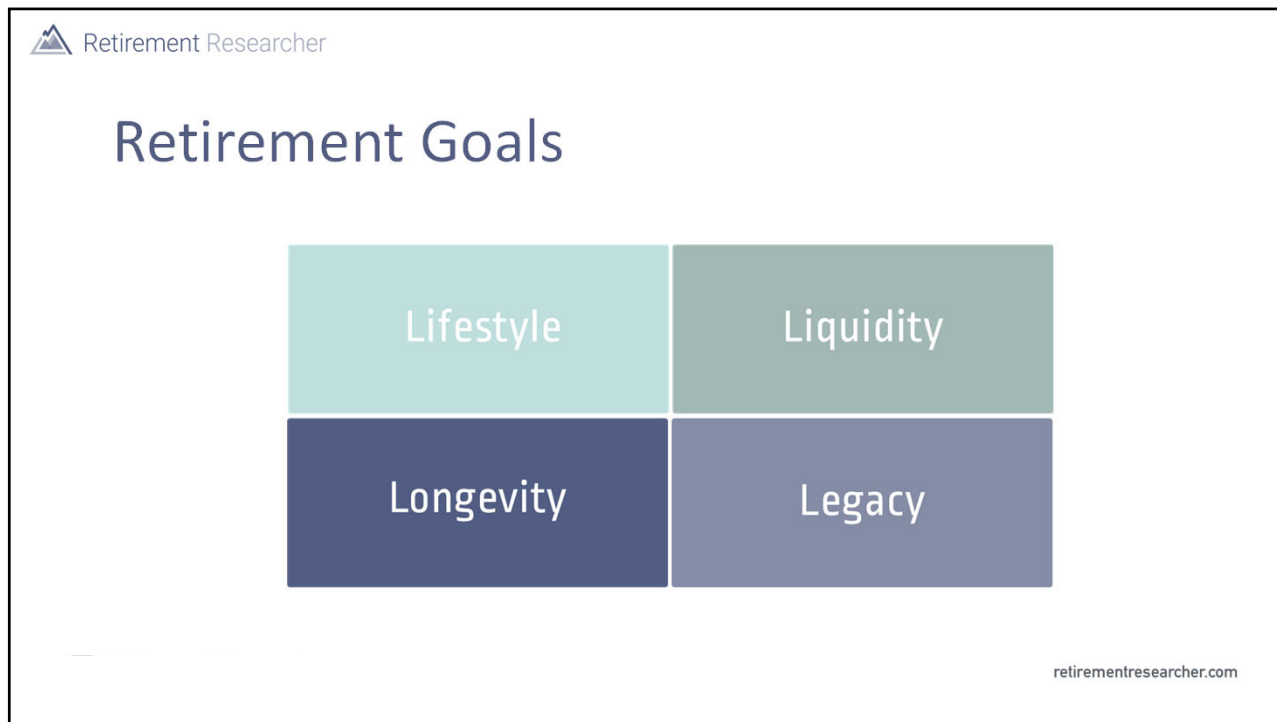 Retirement Researcher
Retirement Goals
Lifestyle
Liquidity
Longevity
Legacy
retirementresearcher.com